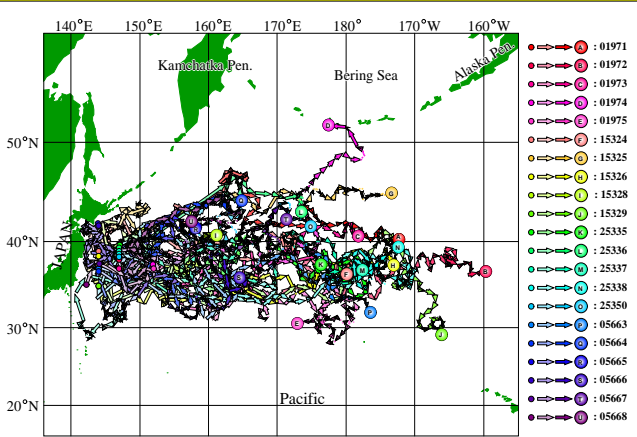 140°E 150°E 160°E 170°E 180° 170°W 160°W
Kamchatka Pen.
Bering Sea
Alaska Pen.
50°N
40°N
30°N
20°N
JAPAN
Pacific
D
G
B
J
E
P
F
M
H
N
K
L
O
Q
I
A : 01971
B : 01972
C : 01973
D : 01974
E : 01975
F : 15324
G : 15325
H : 15326
I : 15328
J : 15329
K : 25335
L : 25336
M : 25337
N : 25338
O : 25350
P : 05663
Q : 05664
R : 05665
S : 05666
T : 05667
U : 05668